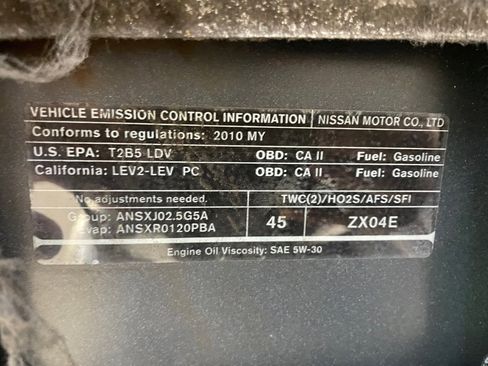 VEHICLE EMISSION CONTROL INFORMATION NISSAN MOTOR CO., LTD
Conforms to regulations: 2010 MY
U.S. EPA: T2B5 LDV OBD: CA II Fuel: Gasoline
California: LEV2-LEV PC OBD: CA II Fuel: Gasoline
No adjustments needed. TWC(2)/HO2S/AFS/SFI
Group: ANSXJ02.5G5A
Evap: ANSXR0120PBA
45 ZX04E
Engine Oil Viscosity: SAE 5W-30